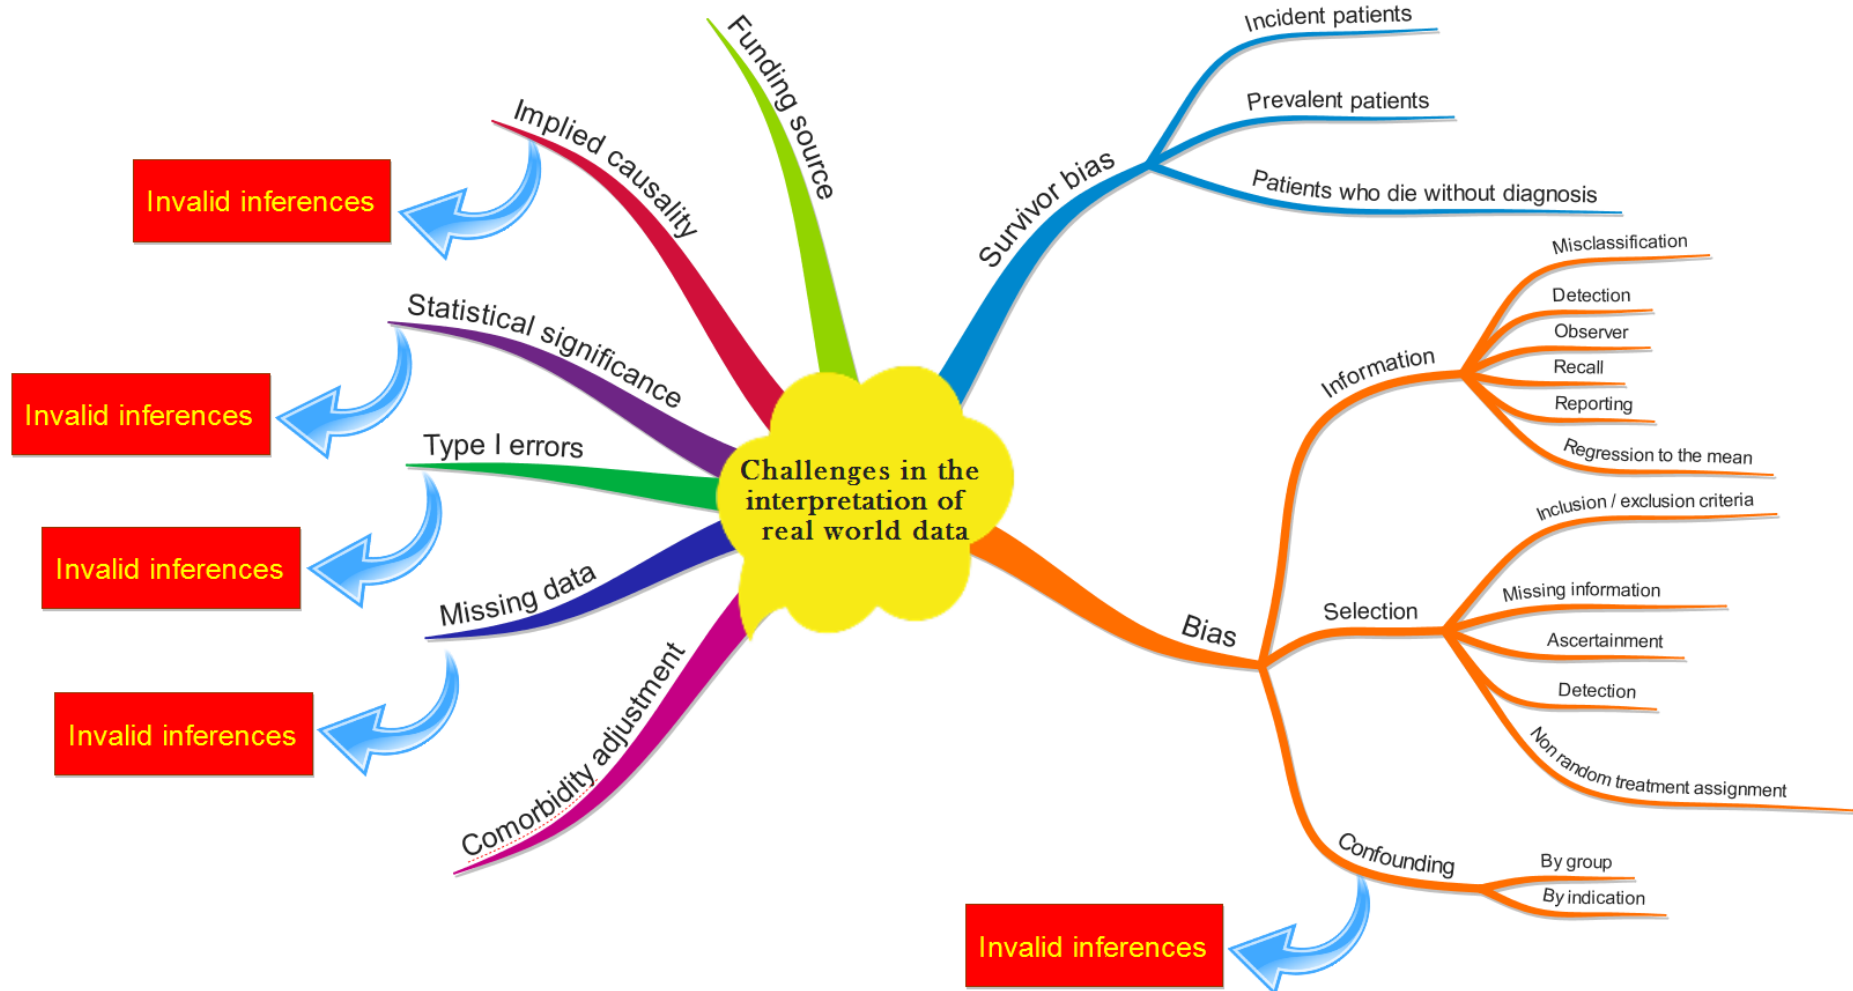 Funding source
Implied causality
Invalid inferences
Statistical significance
Invalid inferences
Type I errors
Invalid inferences
Missing data
Invalid inferences
Comorbidity adjustment
Challenges in the
interpretation of
real world data
Survivor bias
Incident patients
Prevalent patients
Patients who die without diagnosis
Bias
Information
Misclassification
Detection
Observer
Recall
Reporting
Regression to the mean
Selection
Inclusion / exclusion criteria
Missing information
Ascertainment
Detection
Non random treatment assignment
Confounding
By group
By indication
Invalid inferences